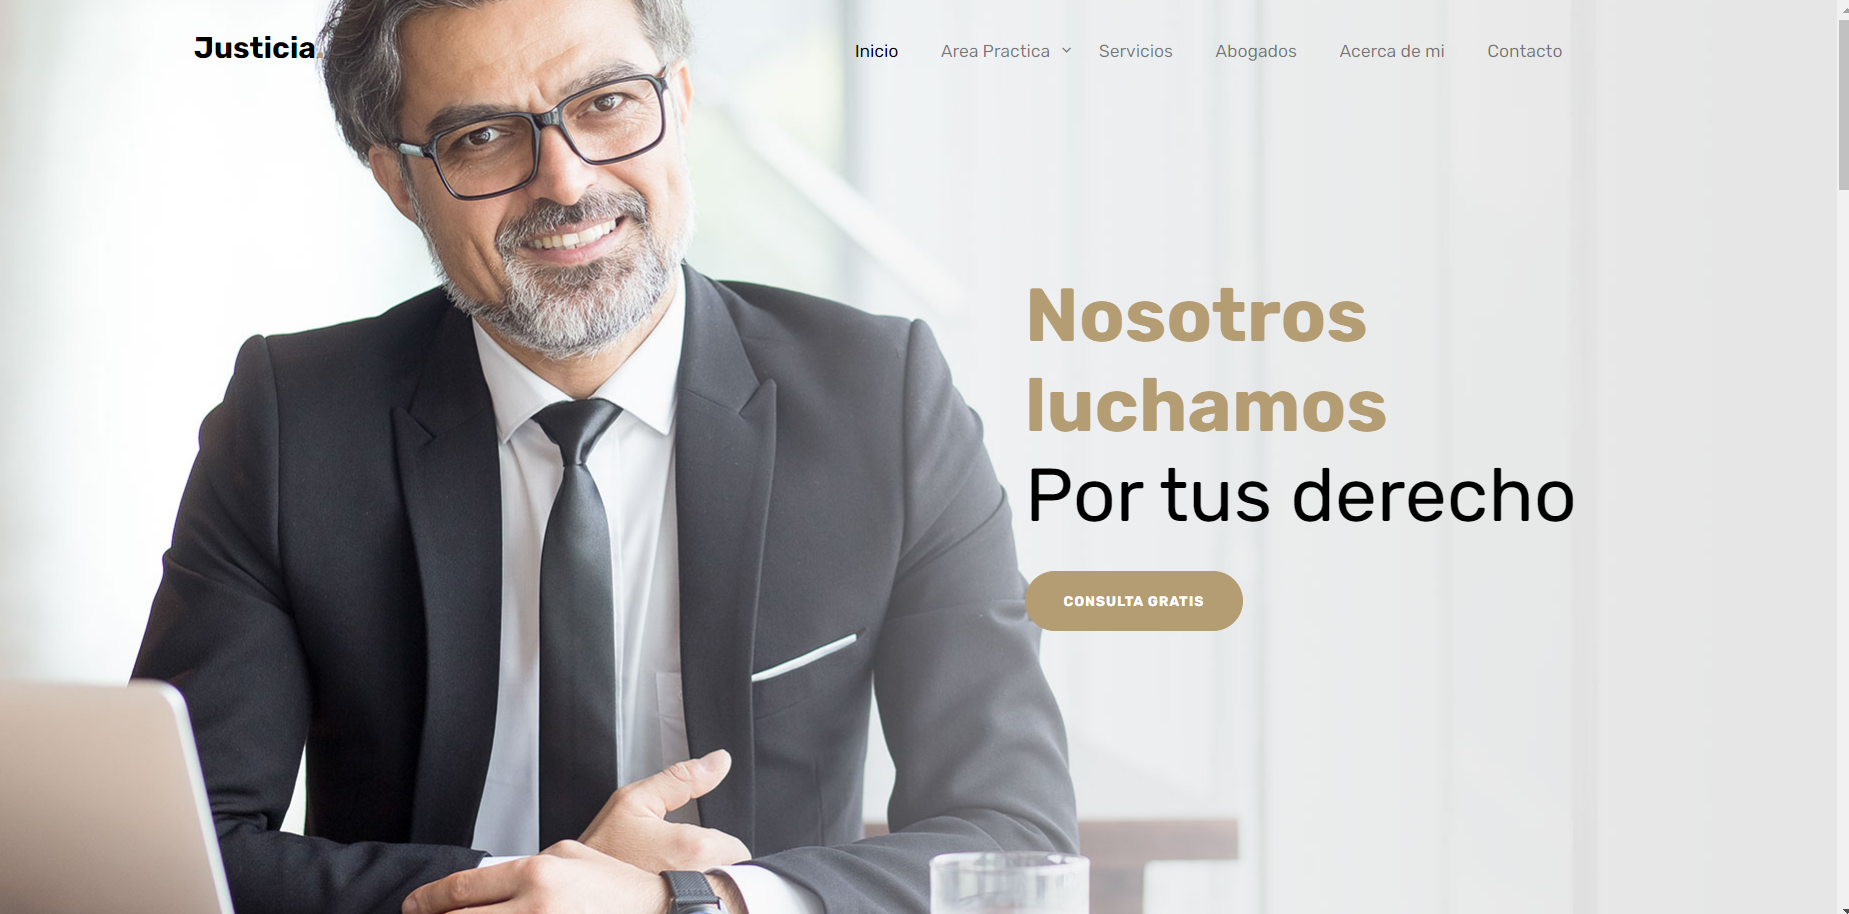 Justicia.
Inicio
Area Practica
Servicios
Abogados
Acerca de mi
Contacto
Nosotros
luchamos
Por tus derecho
CONSULTA GRATIS